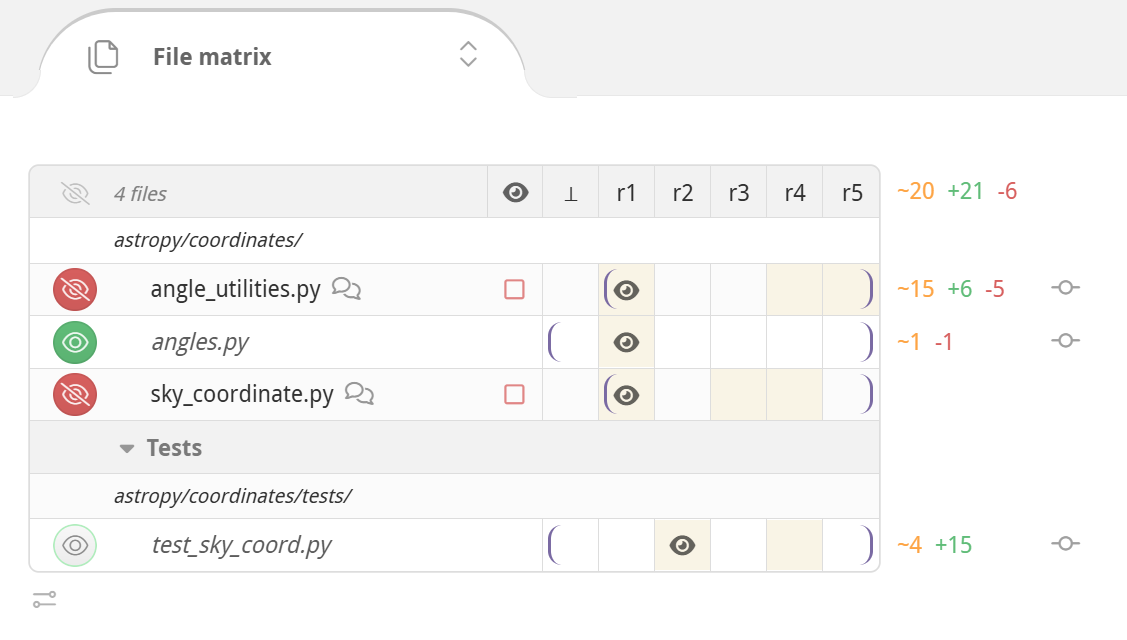 File matrix
4 files ⊥ r1 r2 r3 r4 r5 ~20 +21 -6
astropy/coordinates/
angle_utilities.py ~15 +6 -5
angles.py ~1 -1
sky_coordinate.py
Tests
astropy/coordinates/tests/
test_sky_coord.py ~4 +15